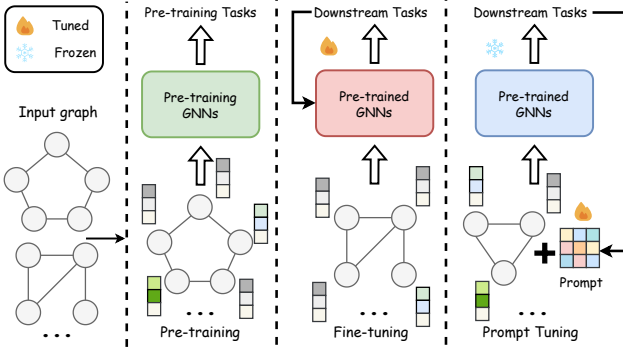 Tuned
Frozen
Input graph
...
Pre-training Tasks
Pre-training
GNNs
...
Pre-training
Downstream Tasks
Pre-trained
GNNs
...
Fine-tuning
Downstream Tasks
Pre-trained
GNNs
Prompt
...
Prompt Tuning